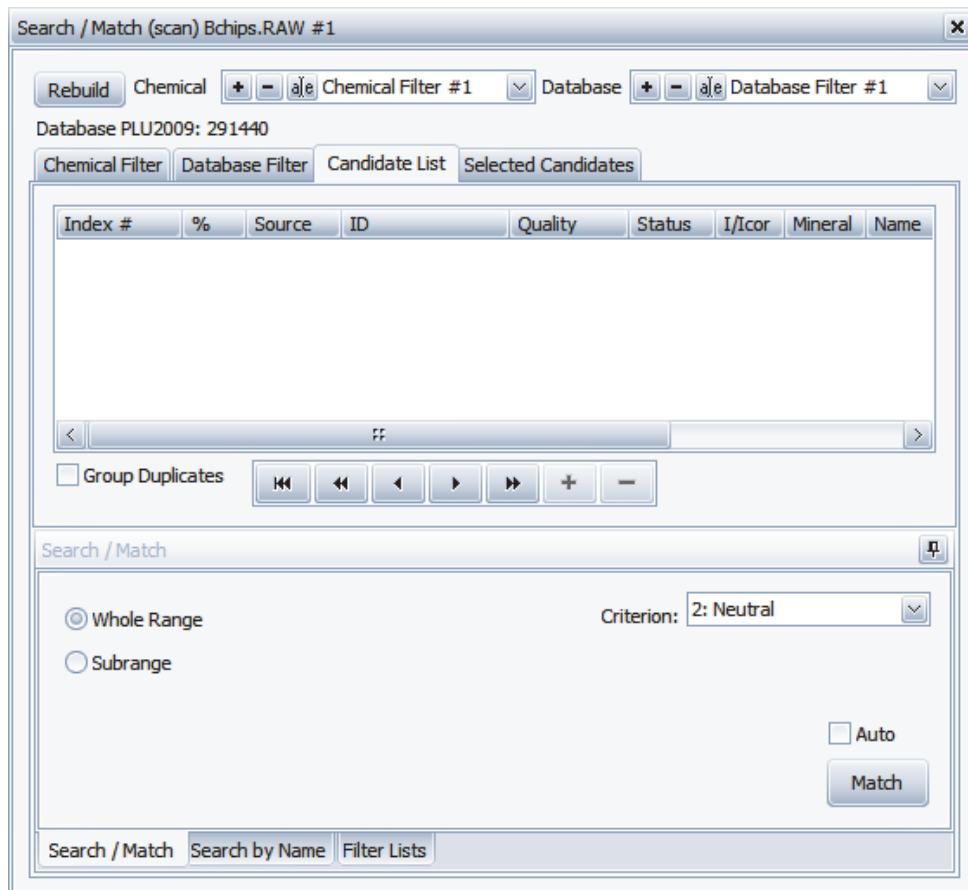 Search / Match (scan) Bchips.RAW #1
Rebuild Chemical + - a|e Chemical Filter #1 Database + - a|e Database Filter #1
Database PLU2009: 291440
Chemical Filter Database Filter Candidate List Selected Candidates
Index # % Source ID Quality Status I/Icor Mineral Name
Group Duplicates + -
Search / Match
Whole Range Criterion: 2: Neutral
Subrange
Auto
Match
Search / Match Search by Name Filter Lists